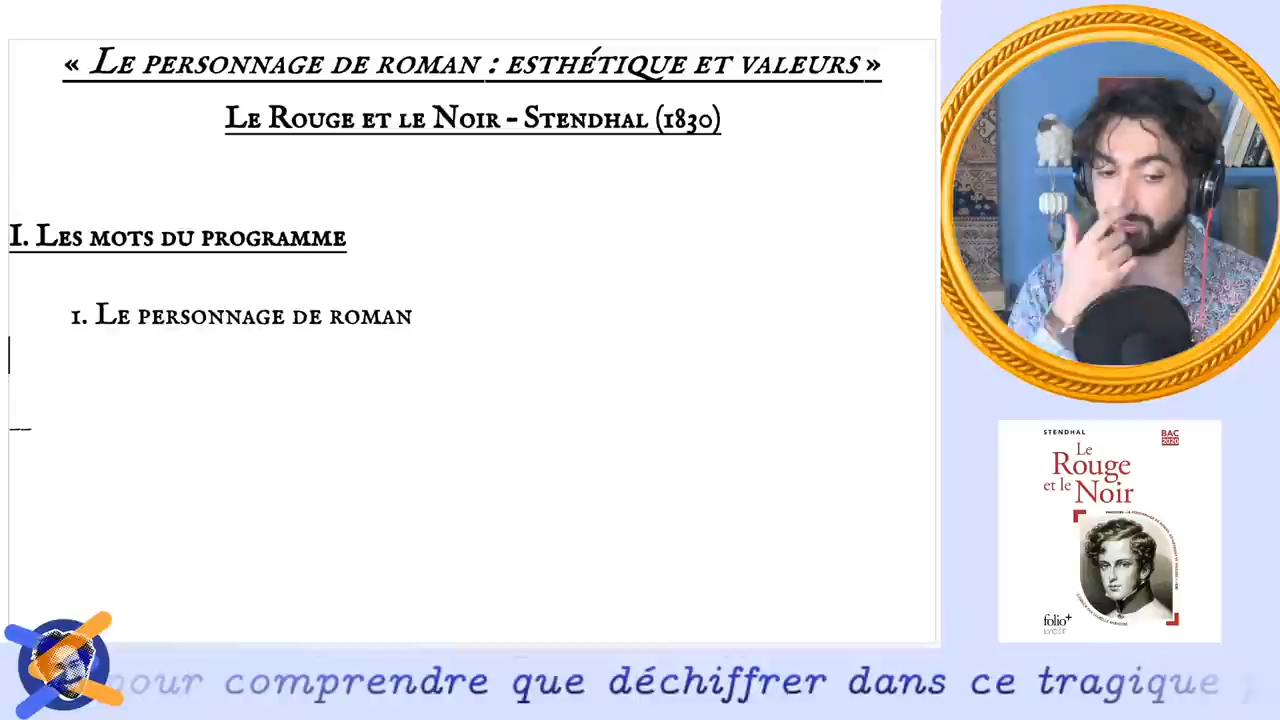 « Le personnage de roman : esthétique et valeurs »
Le Rouge et le Noir - Stendhal (1830)
I. Les mots du programme
1. Le personnage de roman
STENDHAL
BAC
2020
Le
Rouge
et le Noir
folio+
LYCÉE
pour comprendre que déchiffrer dans ce tragique